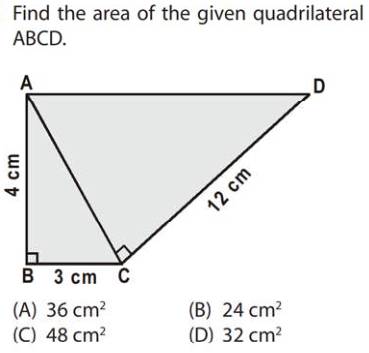 Find the area of the given quadrilateral
ABCD.
A
D
4 cm
12 cm
B 3 cm C
(A) 36 cm² (B) 24 cm²
(C) 48 cm² (D) 32 cm²